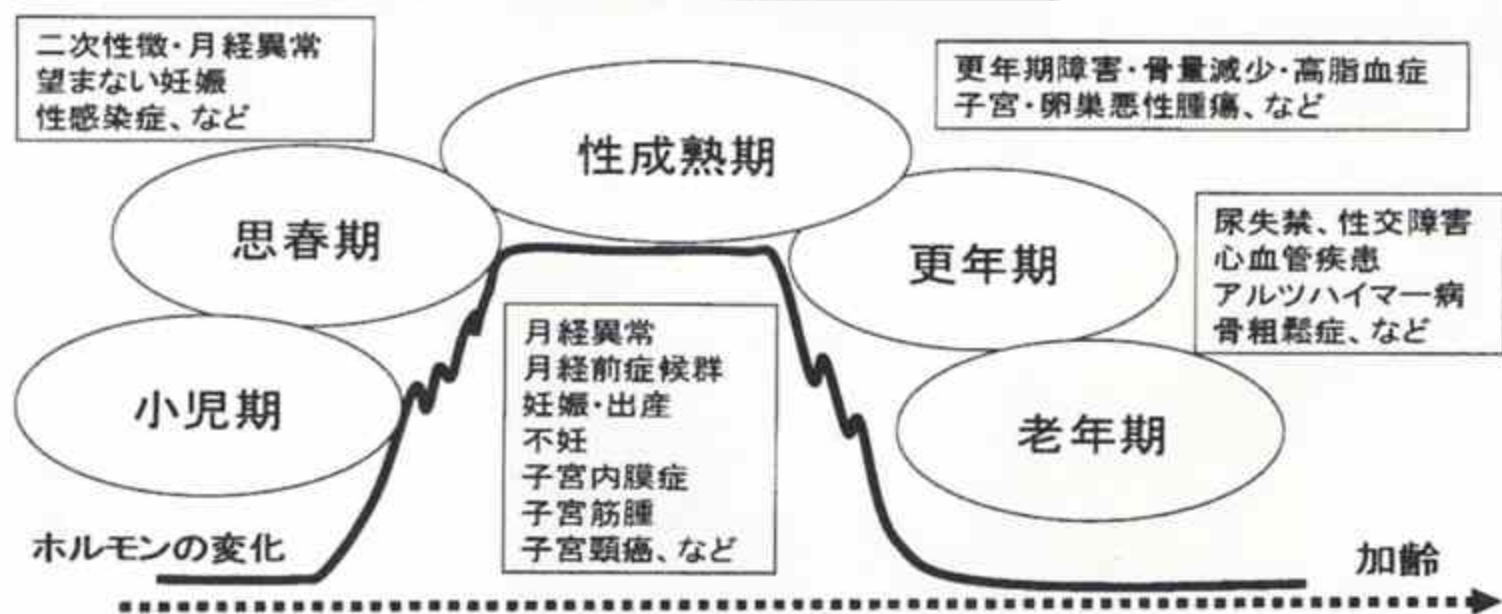 二次性徴・月経異常
望まない妊娠
性感染症、など
更年期障害・骨量減少・高脂血症
子宮・卵巣悪性腫瘍、など
性成熟期
思春期
更年期
尿失禁、性交障害
心血管疾患
アルツハイマー病
骨粗鬆症、など
小児期
月経異常
月経前症候群
妊娠・出産
不妊
子宮内膜症
子宮筋腫
子宮頸癌、など
老年期
ホルモンの変化
加齢